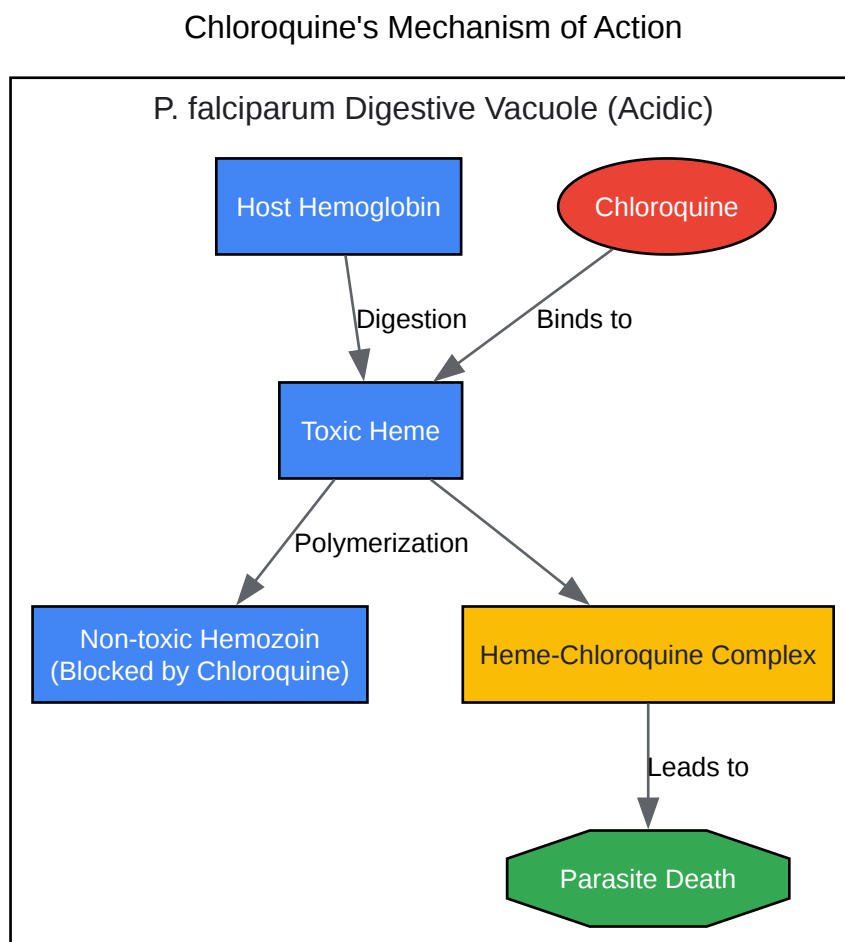 Chloroquine's Mechanism of Action
P. falciparum Digestive Vacuole (Acidic)
Host Hemoglobin
Chloroquine
Digestion
Binds to
Toxic Heme
Polymerization
Non-toxic Hemozoin
(Blocked by Chloroquine)
Heme-Chloroquine Complex
Leads to
Parasite Death